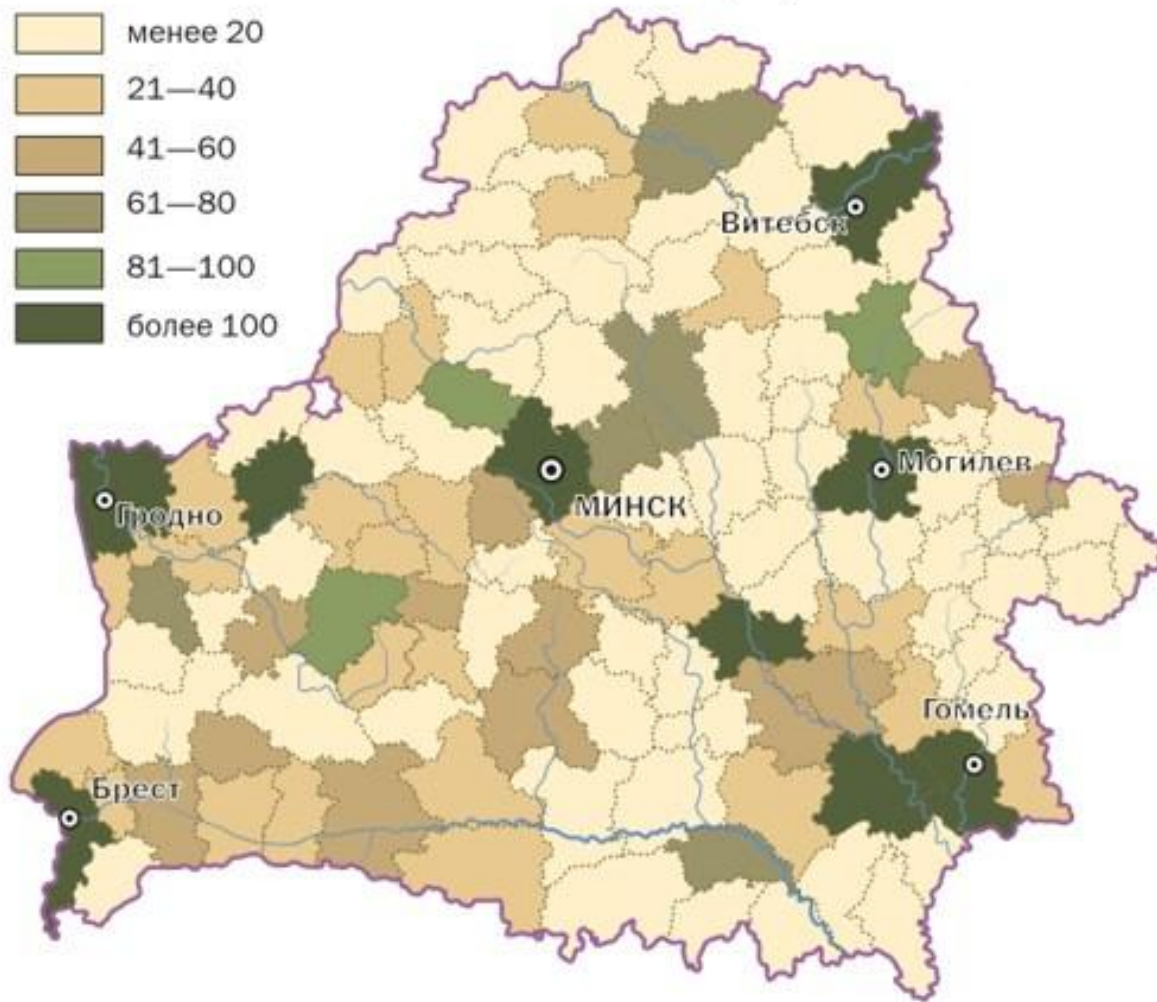 менее 20
21—40
41—60
61—80
81—100
более 100
Витебск
Могилев
МИНСК
Гродно
Гомель
Брест